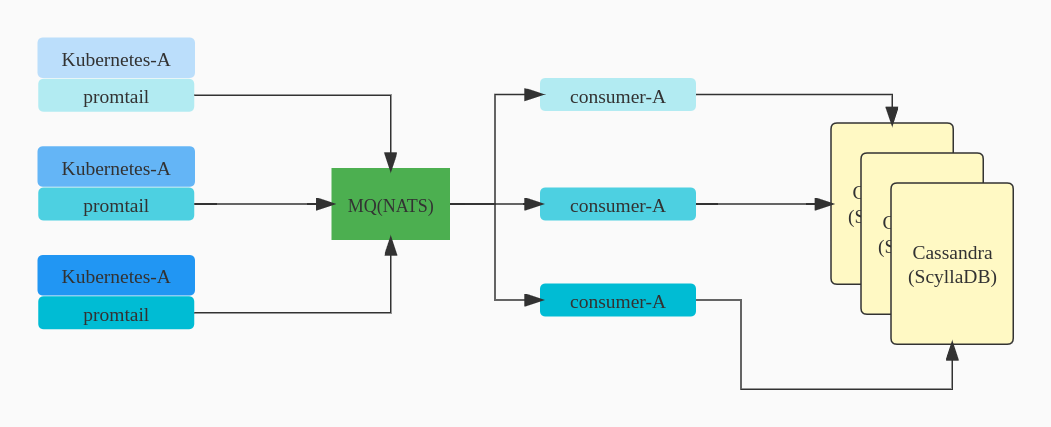 Kubernetes-A
promtail
Kubernetes-A
promtail
Kubernetes-A
promtail
MQ(NATS)
consumer-A
consumer-A
consumer-A
Cassandra
(ScyllaDB)